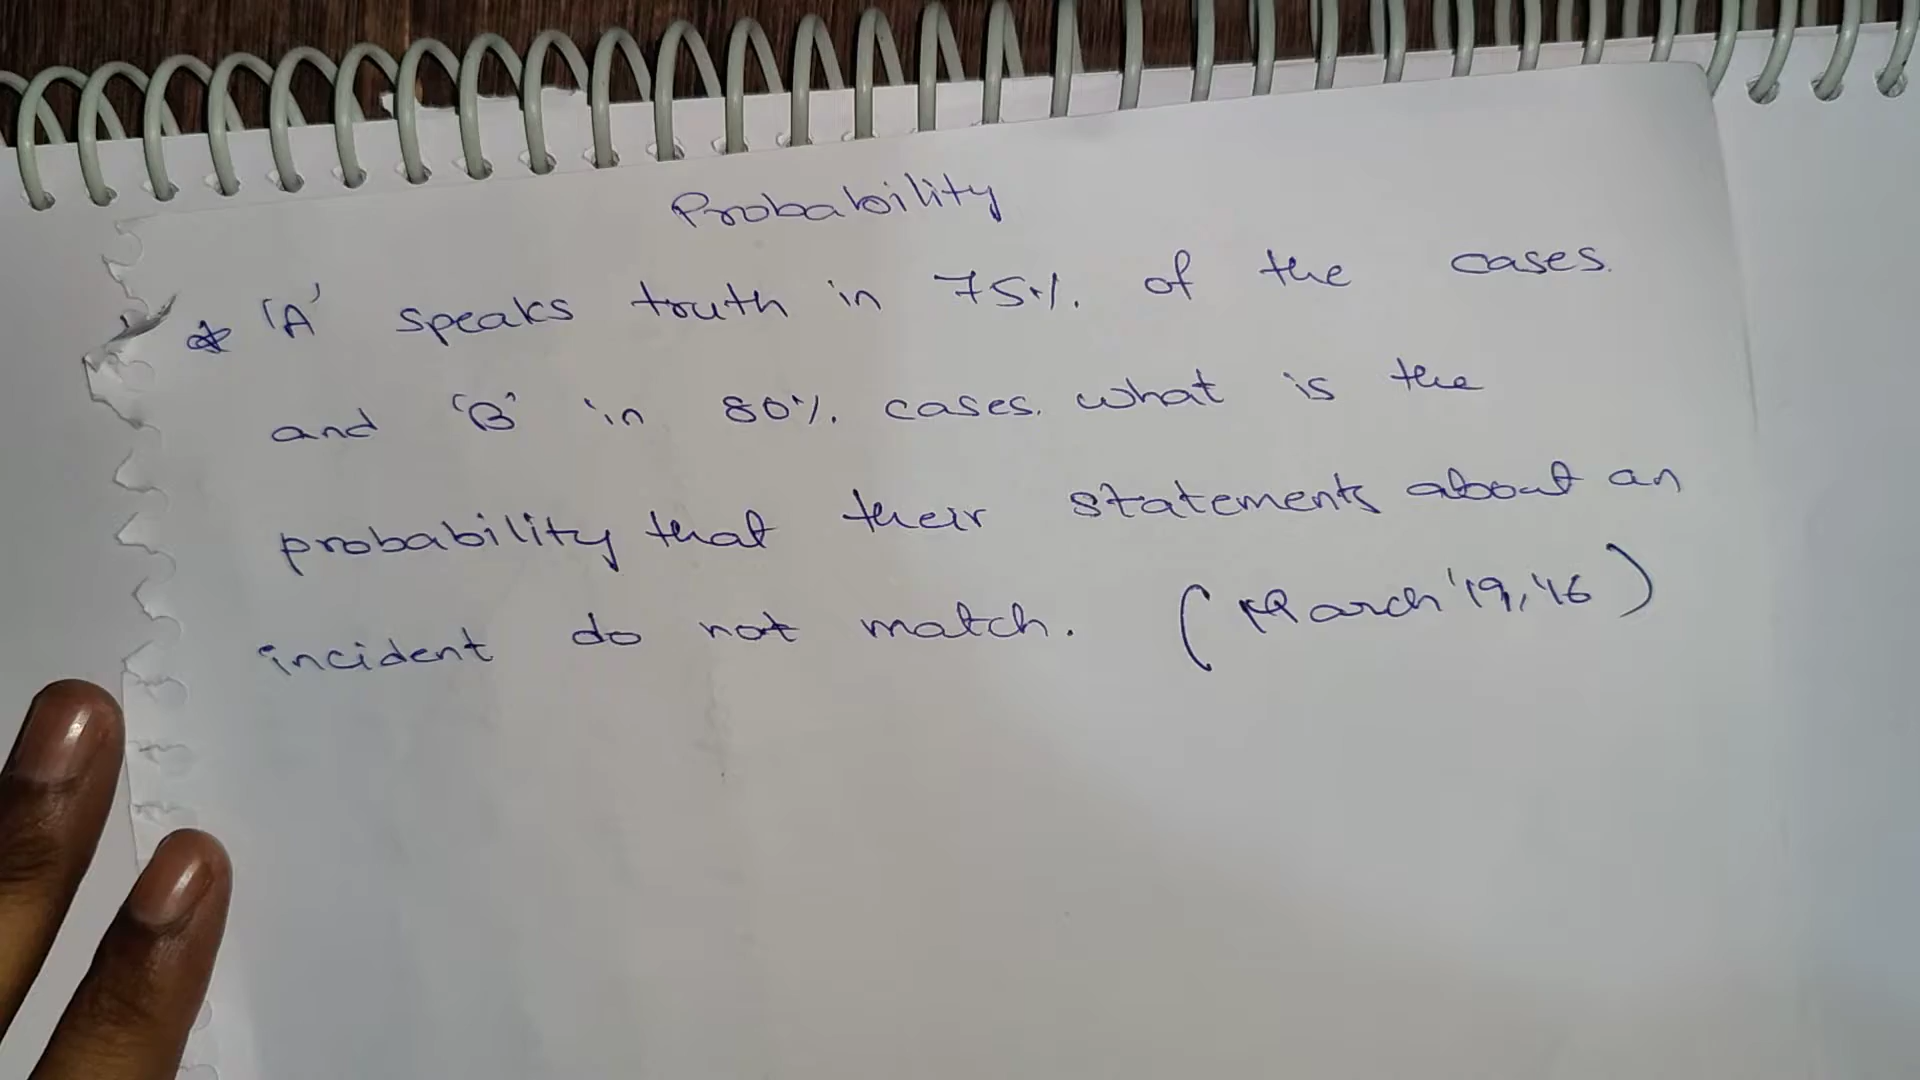 Probability
* 'A' speaks truth in 75%. of the cases.
and 'B' in 80%. cases. what is the
probability that their statements about an
incident do not match. (March '19, '16)